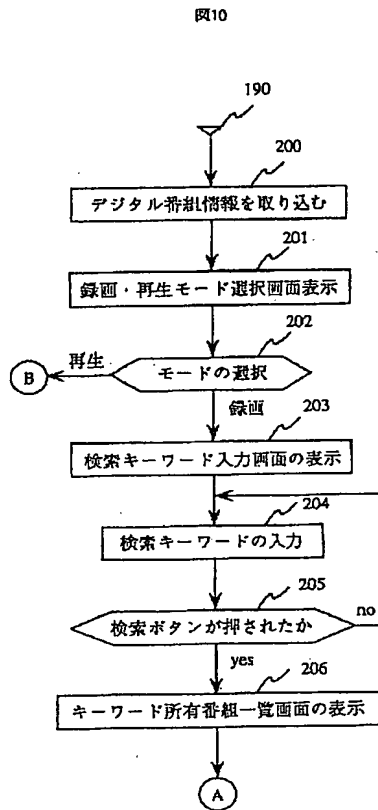 図10
190
200
デジタル番組情報を取り込む
201
録画・再生モード選択画面表示
202
B
再生
モードの選択
録画
203
検索キーワード入力画面の表示
204
検索キーワードの入力
205
検索ボタンが押されたか
no
yes
206
キーワード所有番組一覧画面の表示
A